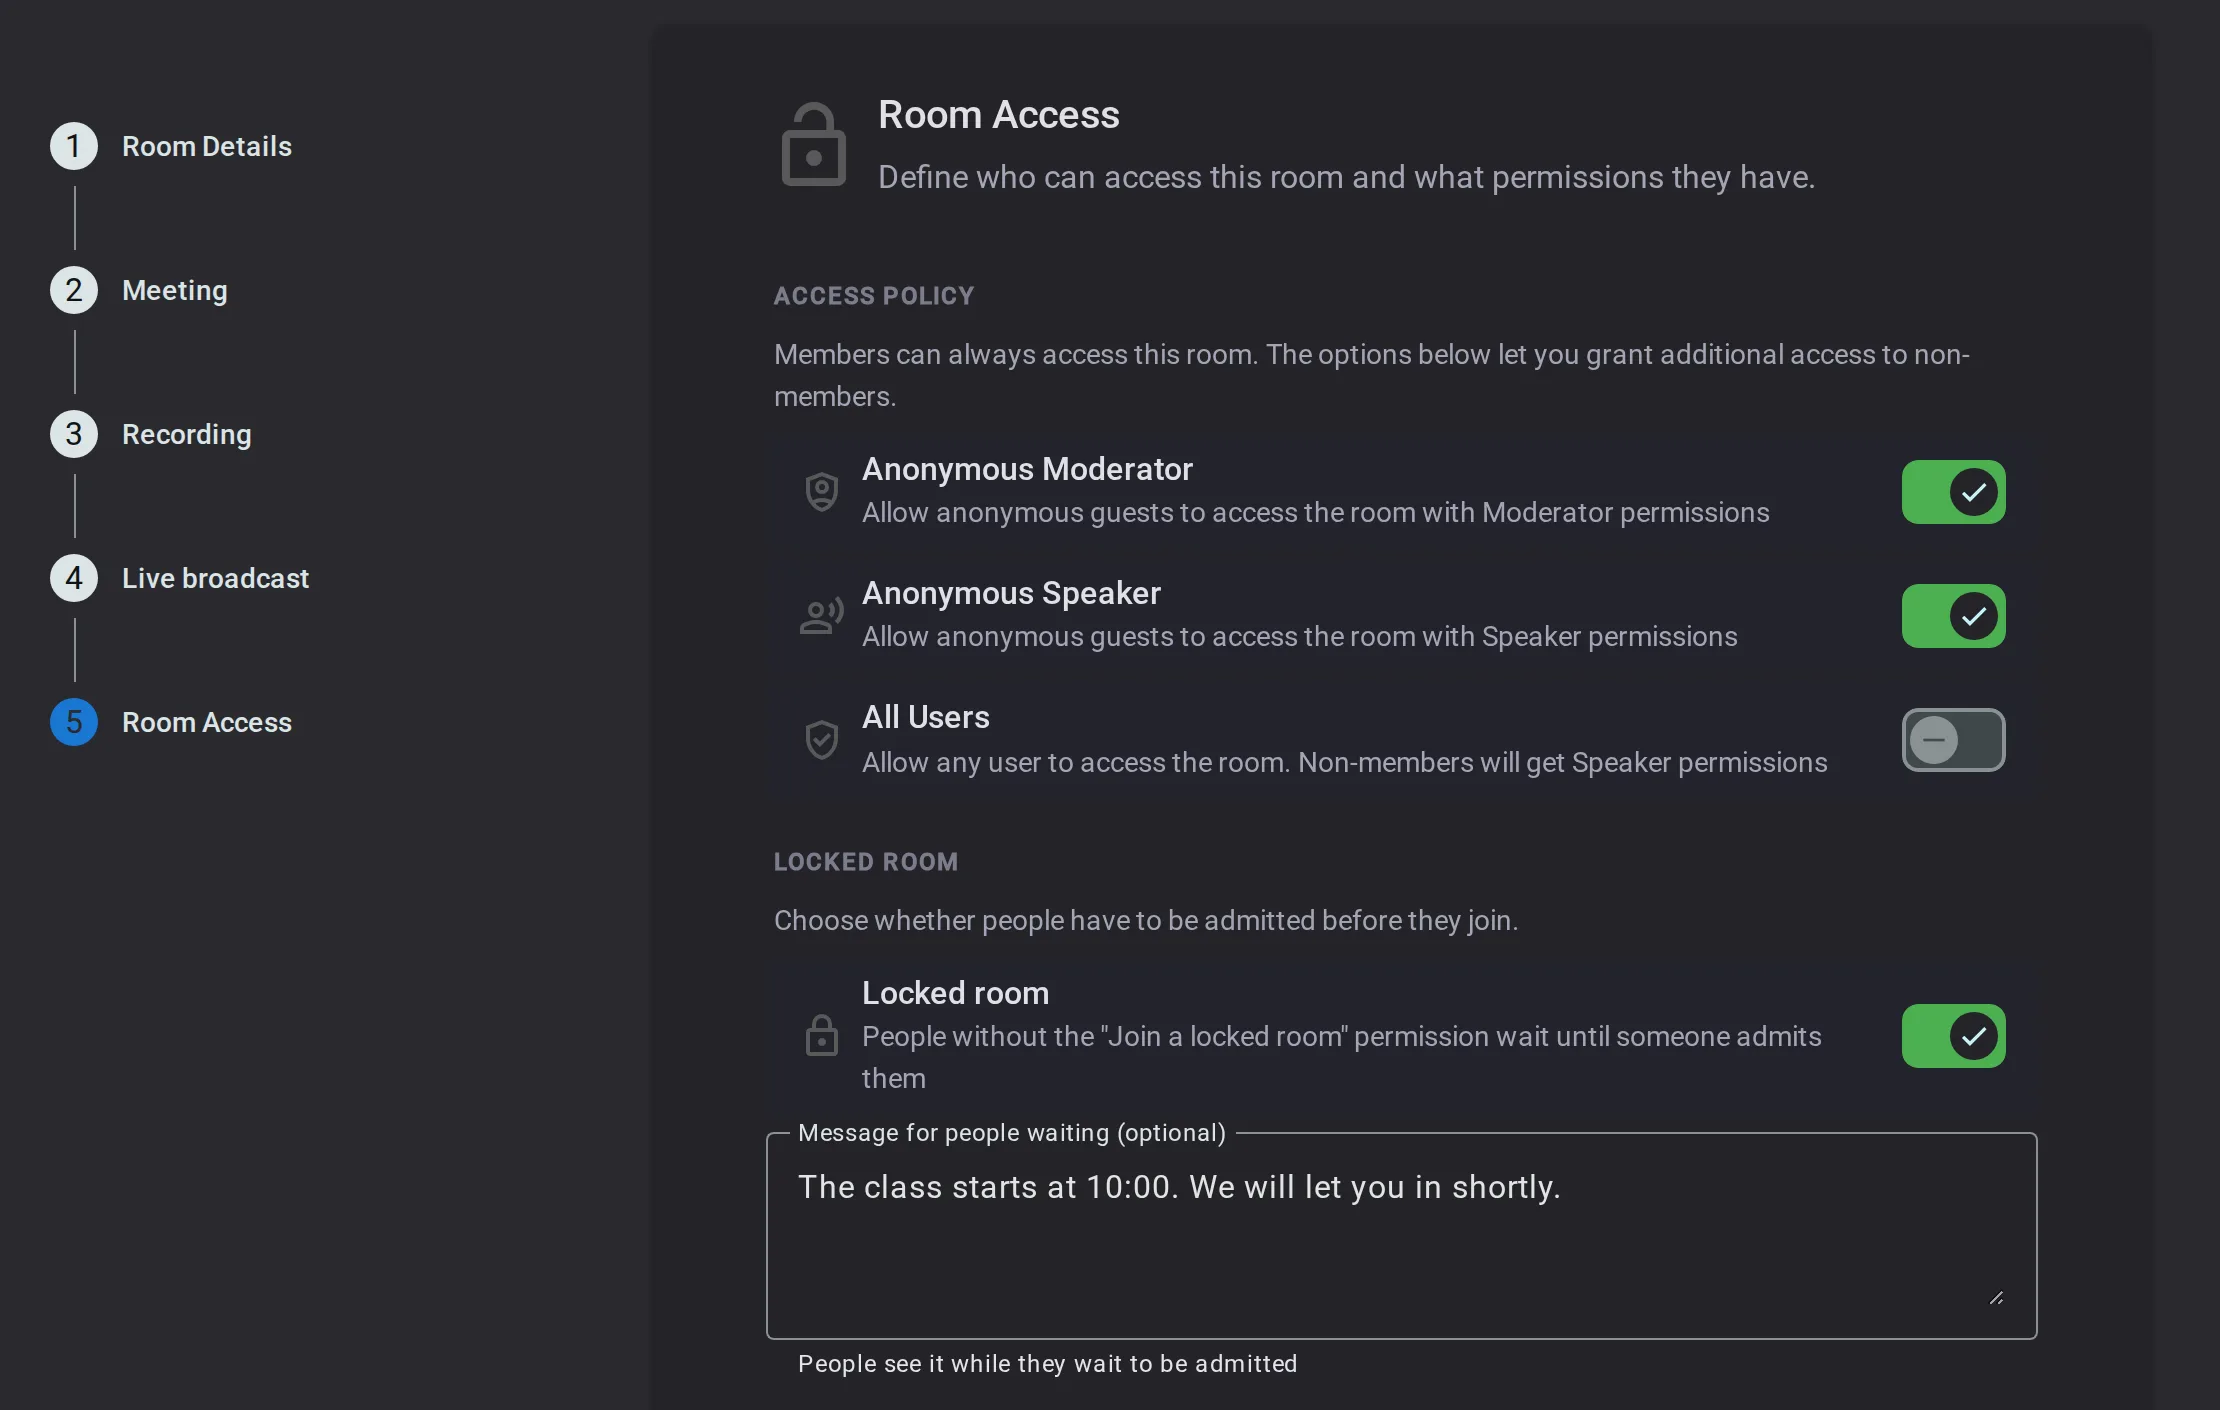 1 Room Details
2 Meeting
3 Recording
4 Live broadcast
5 Room Access
Room Access
Define who can access this room and what permissions they have.
ACCESS POLICY
Members can always access this room. The options below let you grant additional access to non-
members.
Anonymous Moderator
Allow anonymous guests to access the room with Moderator permissions
Anonymous Speaker
Allow anonymous guests to access the room with Speaker permissions
All Users
Allow any user to access the room. Non-members will get Speaker permissions
LOCKED ROOM
Choose whether people have to be admitted before they join.
Locked room
People without the "Join a locked room" permission wait until someone admits
them
Message for people waiting (optional)
The class starts at 10:00. We will let you in shortly.
People see it while they wait to be admitted